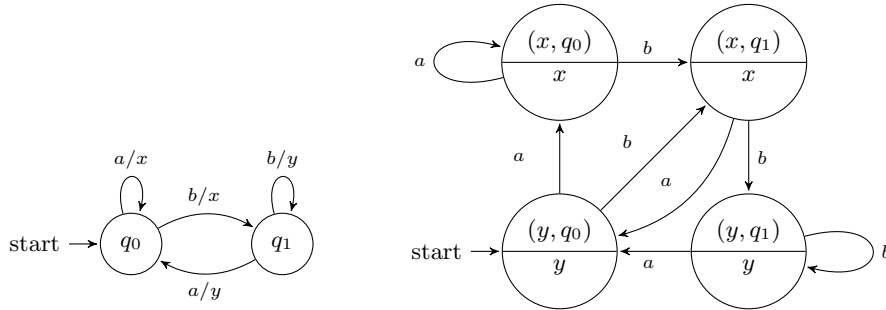 a/x
b/x
b/y
start
q0
q1
a/y
(x, q0)
x
(x, q1)
x
a
b
a
b
a
b
start
(y, q0)
y
(y, q1)
y
a
b